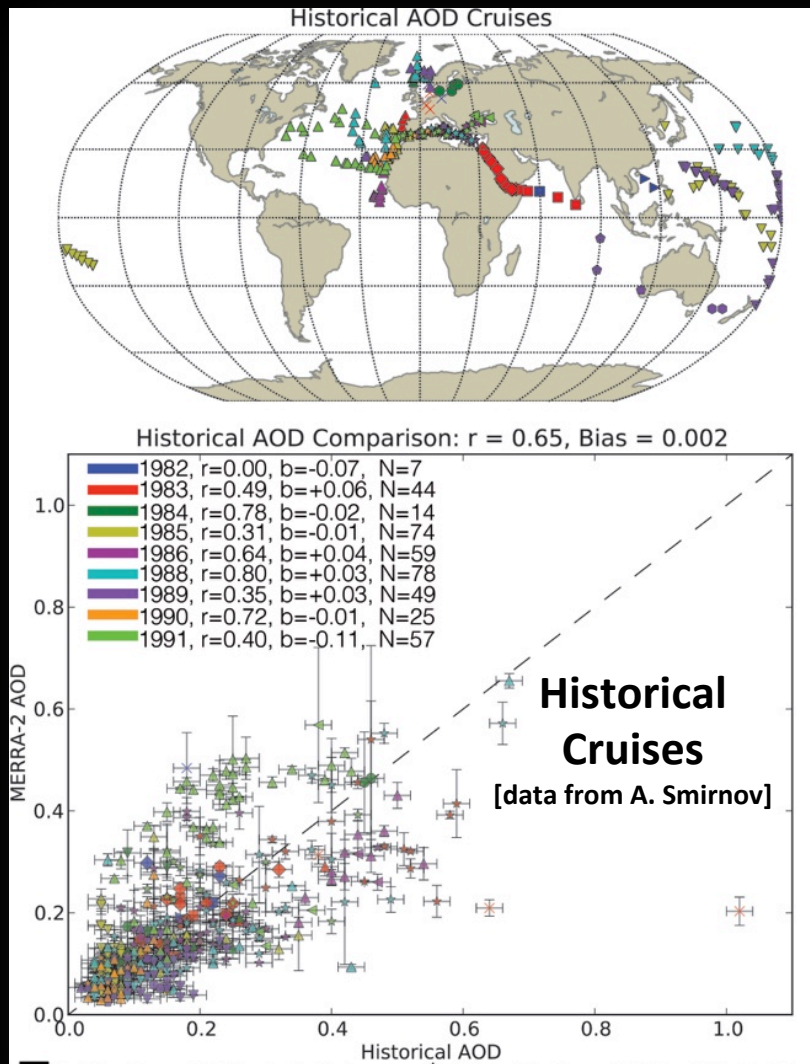 Historical AOD Cruises
Historical AOD Comparison: r = 0.65, Bias = 0.002
1982, r=0.00, b=-0.07, N=7
1983, r=0.49, b=+0.06, N=44
1984, r=0.78, b=-0.02, N=14
1985, r=0.31, b=-0.01, N=74
1986, r=0.64, b=+0.04, N=59
1988, r=0.80, b=+0.03, N=78
1989, r=0.35, b=+0.03, N=49
1990, r=0.72, b=-0.01, N=25
1991, r=0.40, b=-0.11, N=57
1.0
0.8
0.6
0.4
0.2
0.0
MERRA-2 AOD
Historical
Cruises
[data from A. Smirnov]
0.0 0.2 0.4 0.6 0.8 1.0
Historical AOD